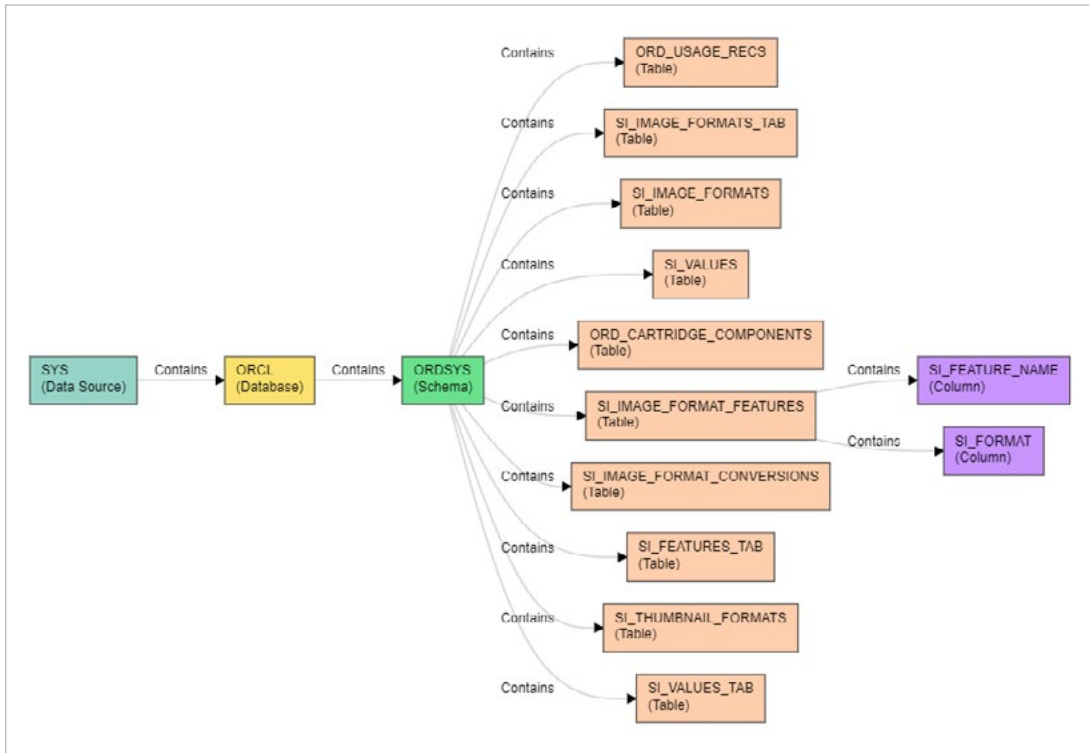 Contains
ORD_USAGE_RECS
(Table)
Contains
SI_IMAGE_FORMATS_TAB
(Table)
Contains
SI_IMAGE_FORMATS
(Table)
Contains
SI_VALUES
(Table)
Contains
ORD_CARTRIDGE_COMPONENTS
(Table)
SYS
(Data Source)
Contains
ORCL
(Database)
Contains
ORDSYS
(Schema)
Contains
SI_IMAGE_FORMAT_FEATURES
(Table)
Contains
SI_FEATURE_NAME
(Column)
Contains
SI_FORMAT
(Column)
Contains
SI_IMAGE_FORMAT_CONVERSIONS
(Table)
Contains
SI_FEATURES_TAB
(Table)
Contains
SI_THUMBNAIL_FORMATS
(Table)
Contains
SI_VALUES_TAB
(Table)